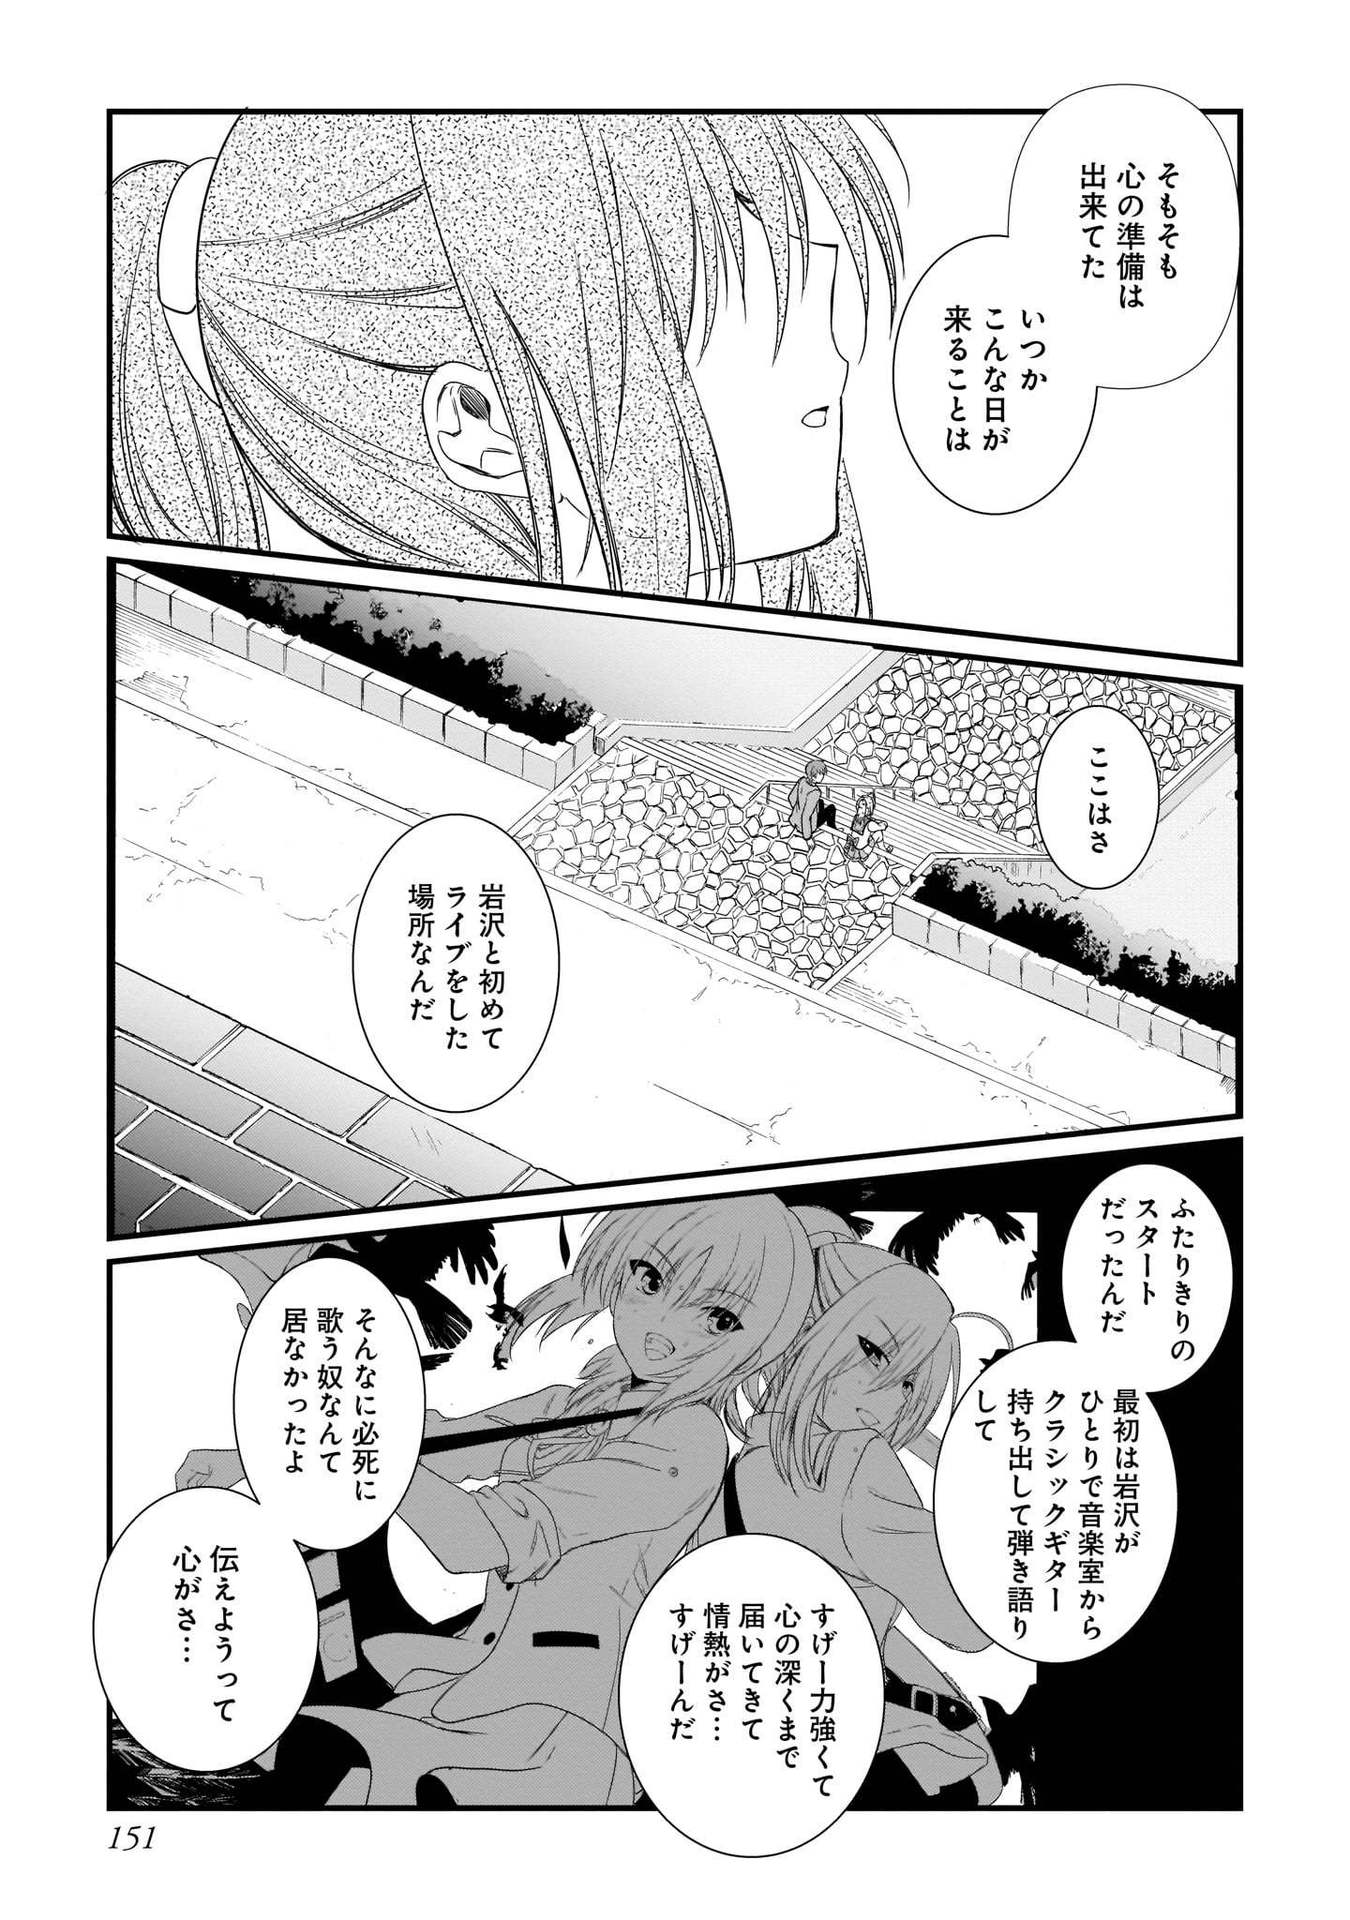 そもそも
心の準備は
出来てた
いつか
こんな日が
来ることは
ここはさ
岩沢と初めて
ライブをした
場所なんだ
ふたりきりの
スタート
だったんだ
最初は岩沢が
ひとりで音楽室から
クラシックギター
持ち出して弾き語り
して
すげー力強くて
心の深くまで
届いてきて
情熱がさ…
すげーんだ
そんなに必死に
歌う奴なんて
居なかったよ
伝えようって
心がさ…
151